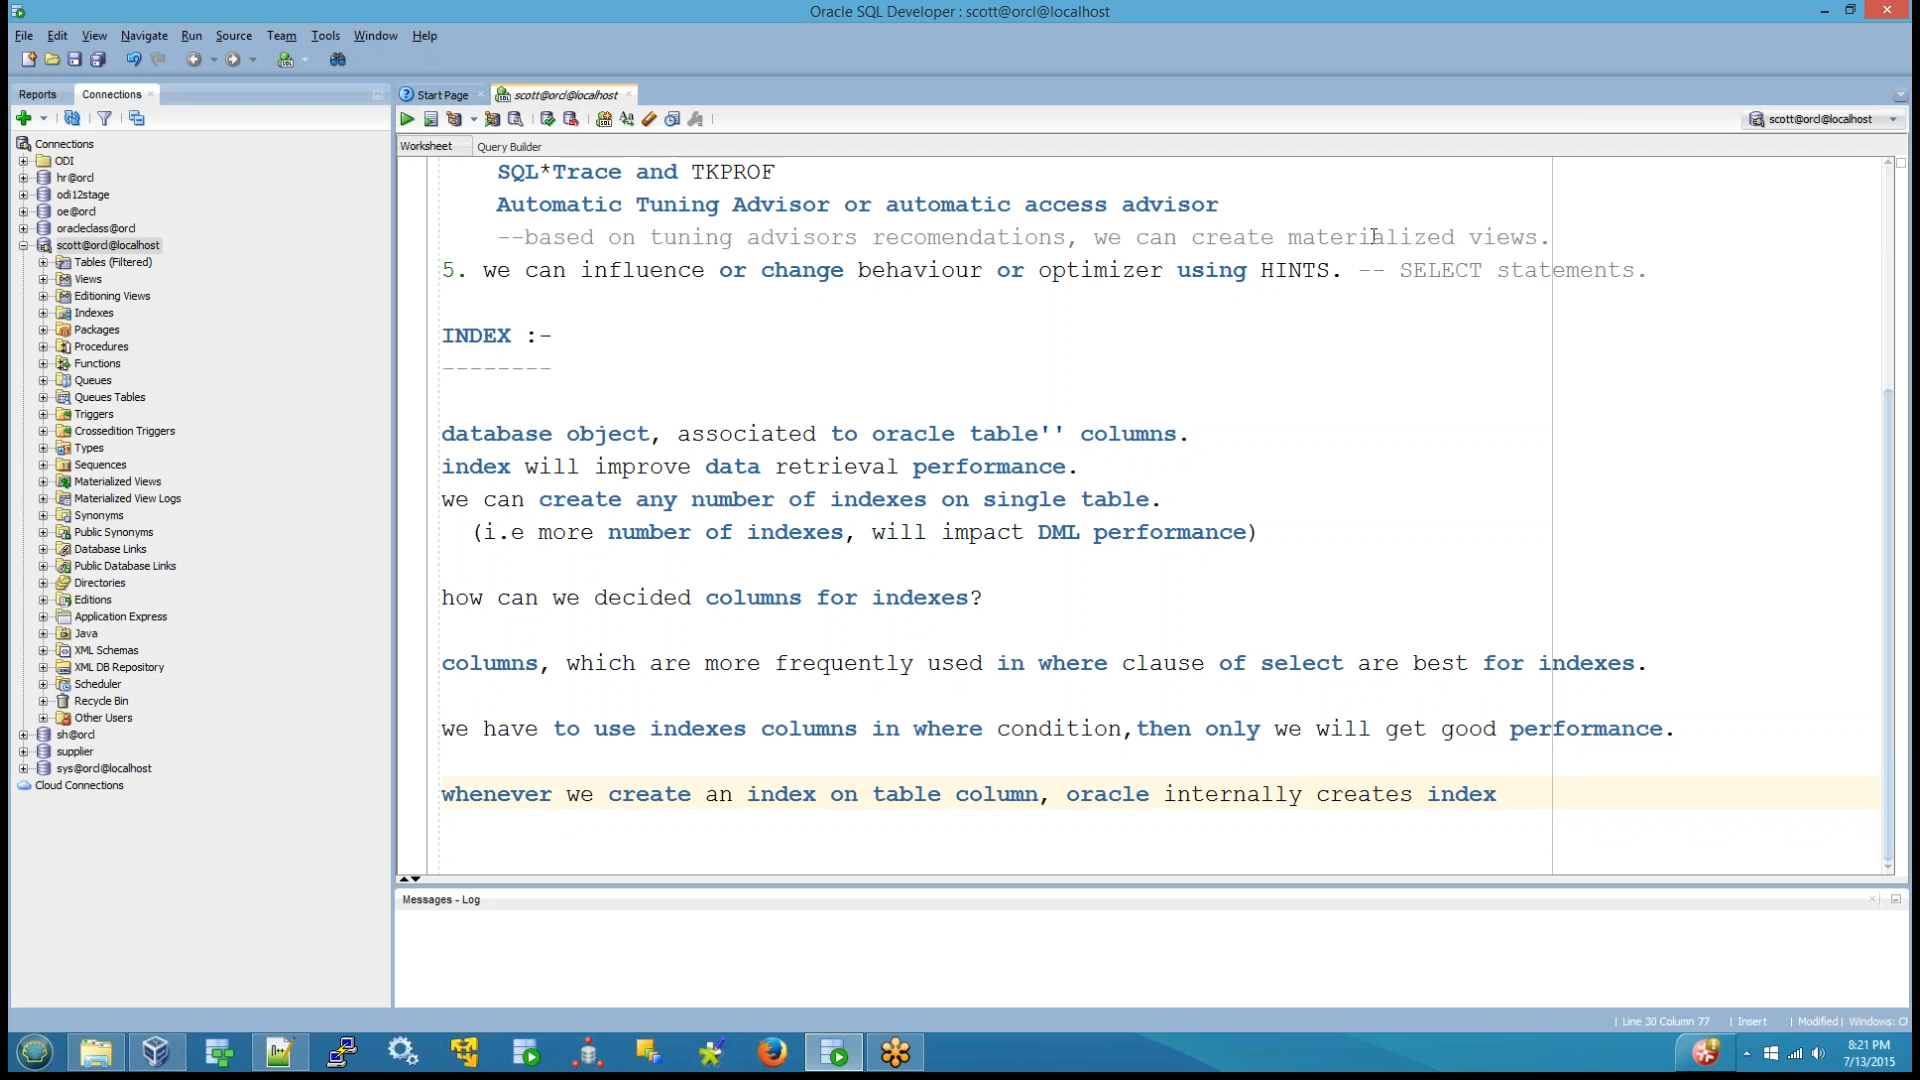 Oracle SQL Developer : scott@orcl@localhost
File Edit View Navigate Run Source Team Tools Window Help
Reports Connections
Start Page scott@orcl@localhost
scott@orcl@localhost
Worksheet Query Builder
Connections
ODI
hr@orcl
odi12stage
oe@orcl
oracleclass@orcl
scott@orcl@localhost
Tables (Filtered)
Views
Editioning Views
Indexes
Packages
Procedures
Functions
Queues
Queues Tables
Triggers
Crossedition Triggers
Types
Sequences
Materialized Views
Materialized View Logs
Synonyms
Public Synonyms
Database Links
Public Database Links
Directories
Editions
Application Express
Java
XML Schemas
XML DB Repository
Scheduler
Recycle Bin
Other Users
sh@orcl
supplier
sys@orcl@localhost
Cloud Connections
SQL*Trace and TKPROF
Automatic Tuning Advisor or automatic access advisor
--based on tuning advisors recomendations, we can create materialized views.
5. we can influence or change behaviour or optimizer using HINTS. -- SELECT statements.
INDEX :-
--------
database object, associated to oracle table'' columns.
index will improve data retrieval performance.
we can create any number of indexes on single table.
(i.e more number of indexes, will impact DML performance)
how can we decided columns for indexes?
columns, which are more frequently used in where clause of select are best for indexes.
we have to use indexes columns in where condition,then only we will get good performance.
whenever we create an index on table column, oracle internally creates index
Messages - Log
Line 30 Column 77 Insert Modified Windows: CR
8:21 PM
7/13/2015